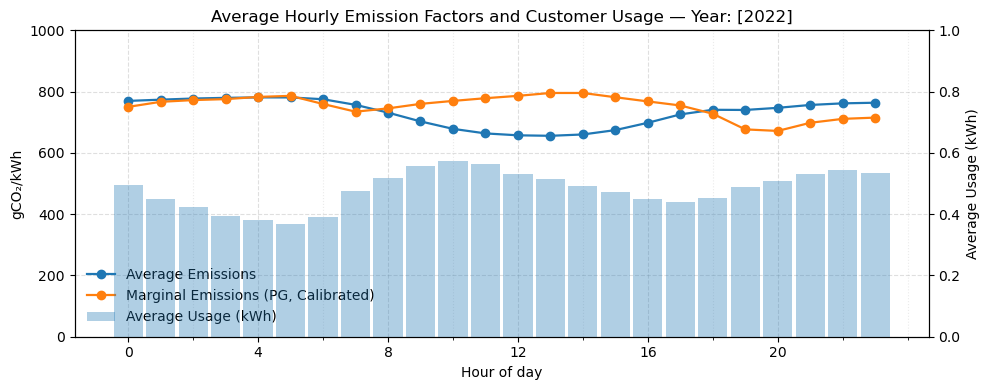 Average Hourly Emission Factors and Customer Usage — Year: [2022]
1000
800
600
400
200
0
gCO₂/kWh
1.0
0.8
0.6
0.4
0.2
0.0
Average Usage (kWh)
Average Emissions
Marginal Emissions (PG, Calibrated)
Average Usage (kWh)
0 4 8 12 16 20
Hour of day